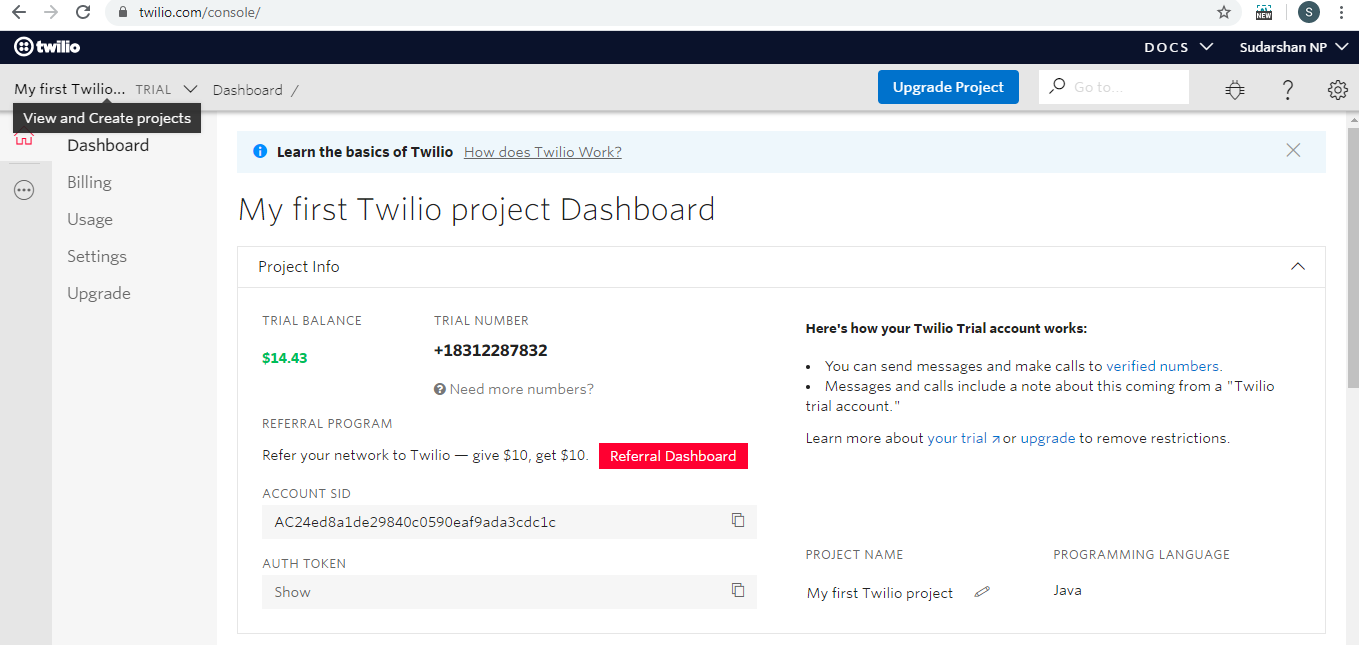 twilio.com/console/
NEW
S
twilio
DOCS
Sudarshan NP
My first Twilio... TRIAL
Dashboard /
Upgrade Project
Go to...
?
View and Create projects
Dashboard
Billing
Usage
Settings
Upgrade
Learn the basics of Twilio How does Twilio Work?
My first Twilio project Dashboard
Project Info
TRIAL BALANCE
$14.43
TRIAL NUMBER
+18312287832
Need more numbers?
REFERRAL PROGRAM
Refer your network to Twilio — give $10, get $10. Referral Dashboard
ACCOUNT SID
AC24ed8a1de29840c0590eaf9ada3cdc1c
AUTH TOKEN
Show
Here's how your Twilio Trial account works:
• You can send messages and make calls to verified numbers.
• Messages and calls include a note about this coming from a "Twilio
trial account."
Learn more about your trial ↗ or upgrade to remove restrictions.
PROJECT NAME
My first Twilio project
PROGRAMMING LANGUAGE
Java